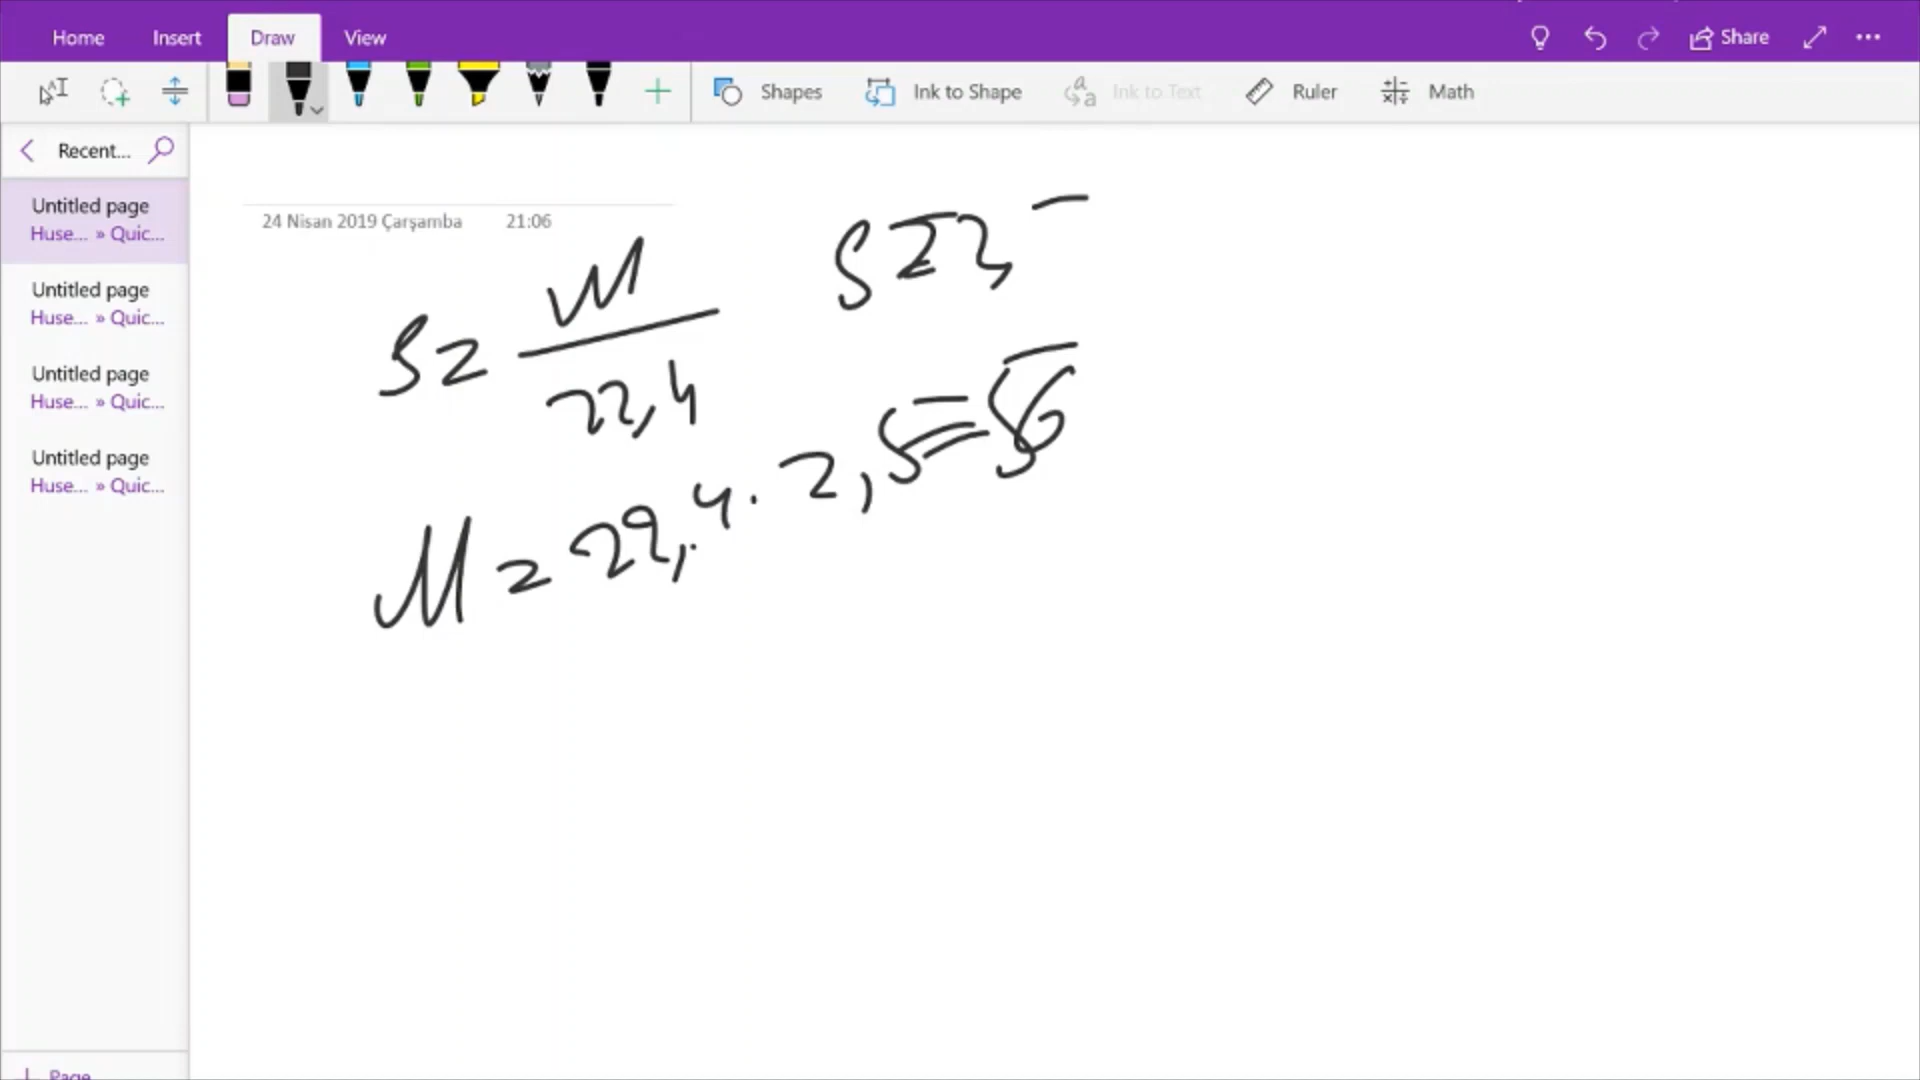 Home Insert Draw View Share
Shapes Ink to Shape Ink to Text Ruler Math
Recent...
Untitled page
Huse... » Quic...
Untitled page
Huse... » Quic...
Untitled page
Huse... » Quic...
Untitled page
Huse... » Quic...
Page
24 Nisan 2019 Çarşamba 21:06
M
22,4
M = 22,4 . 2,5 = 56